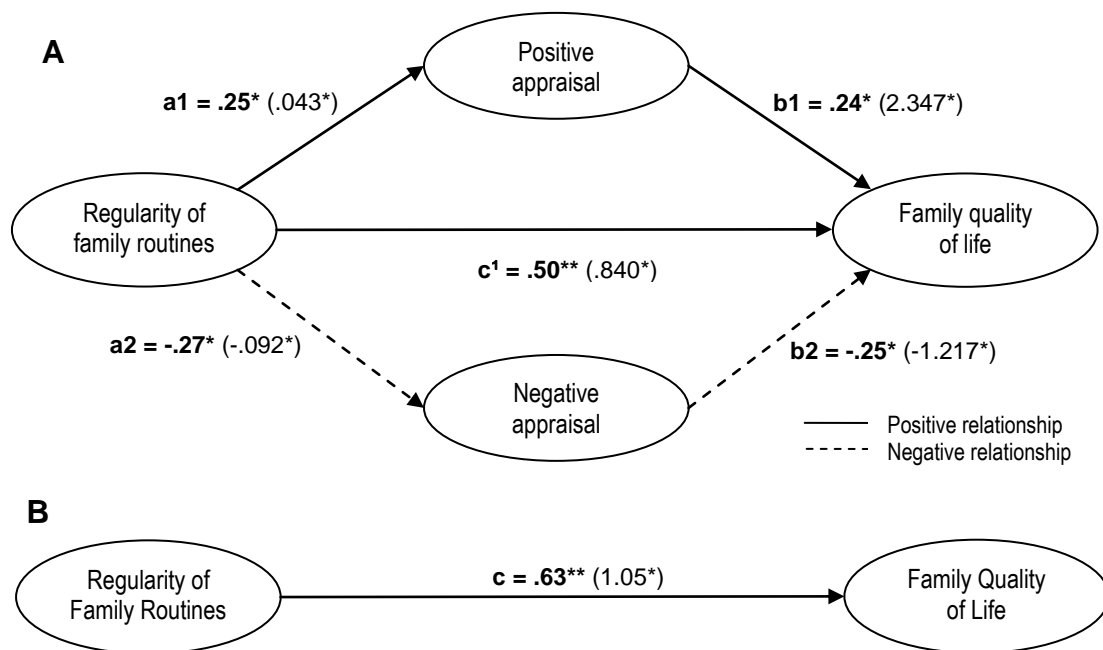 A
Positive
appraisal
a1 = .25* (.043*)
b1 = .24* (2.347*)
Regularity of
family routines
Family quality
of life
c¹ = .50** (.840*)
a2 = -.27* (-.092*)
b2 = -.25* (-1.217*)
Negative
appraisal
Positive relationship
Negative relationship
B
Regularity of
Family Routines
c = .63** (1.05*)
Family Quality
of Life